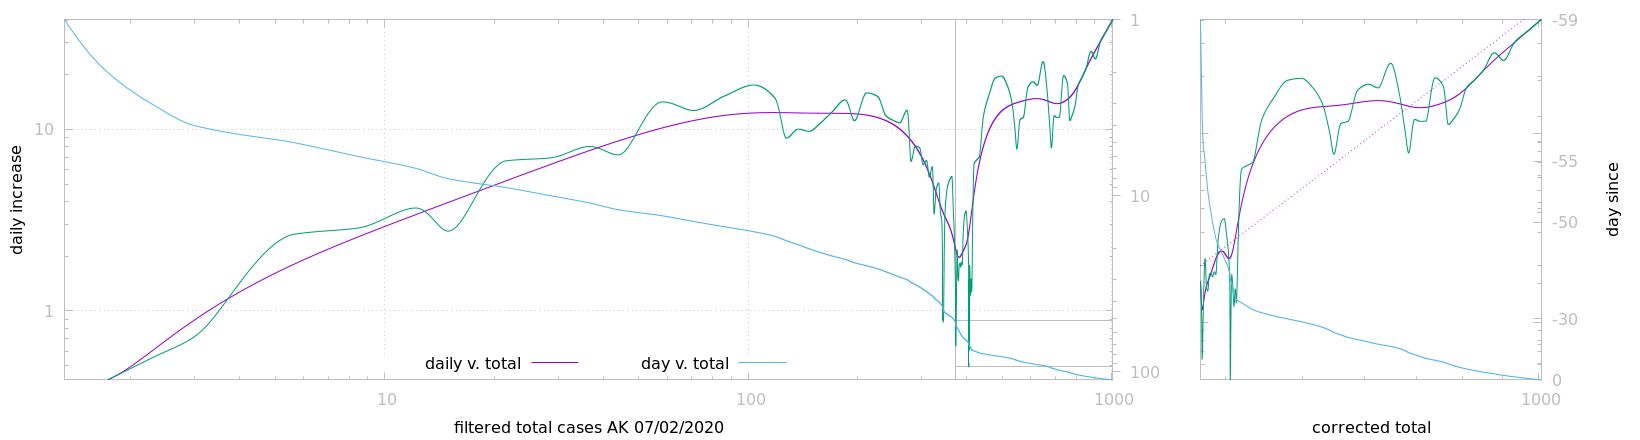 1
-59
10
-55
daily increase
10
-50
day since
1
-30
daily v. total
day v. total
100
0
10
100
1000
1000
filtered total cases AK 07/02/2020
corrected total